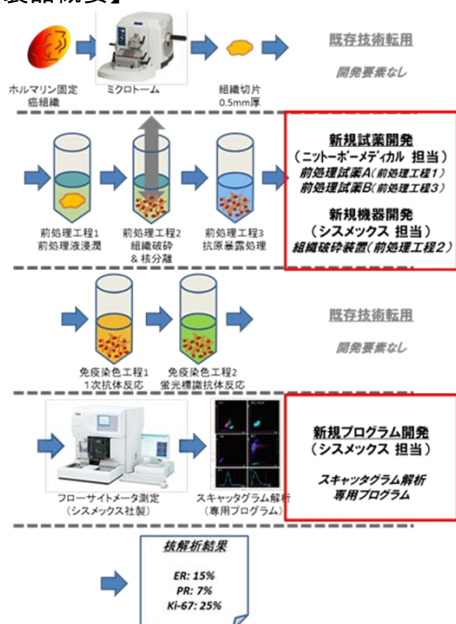 製品概要】
ホルマリン固定
癌組織
ミクロトーム
組織切片
0.5mm厚
既存技術転用
開発要素なし
前処理工程1
前処理液浸潤
前処理工程2
組織破砕
&核分離
前処理工程3
抗原暴露処理
新規試薬開発
(ニットーボーメディカル 担当)
前処理試薬A(前処理工程1)
前処理試薬B(前処理工程3)
新規機器開発
(シスメックス 担当)
組織破砕装置(前処理工程2)
免疫染色工程1
1次抗体反応
免疫染色工程2
蛍光標識抗体反応
既存技術転用
開発要素なし
フローサイトメータ測定
(シスメックス社製)
スキャッタグラム解析
(専用プログラム)
新規プログラム開発
(シスメックス 担当)
スキャッタグラム解析
専用プログラム
核解析結果
ER: 15%
PR: 7%
Ki-67: 25%